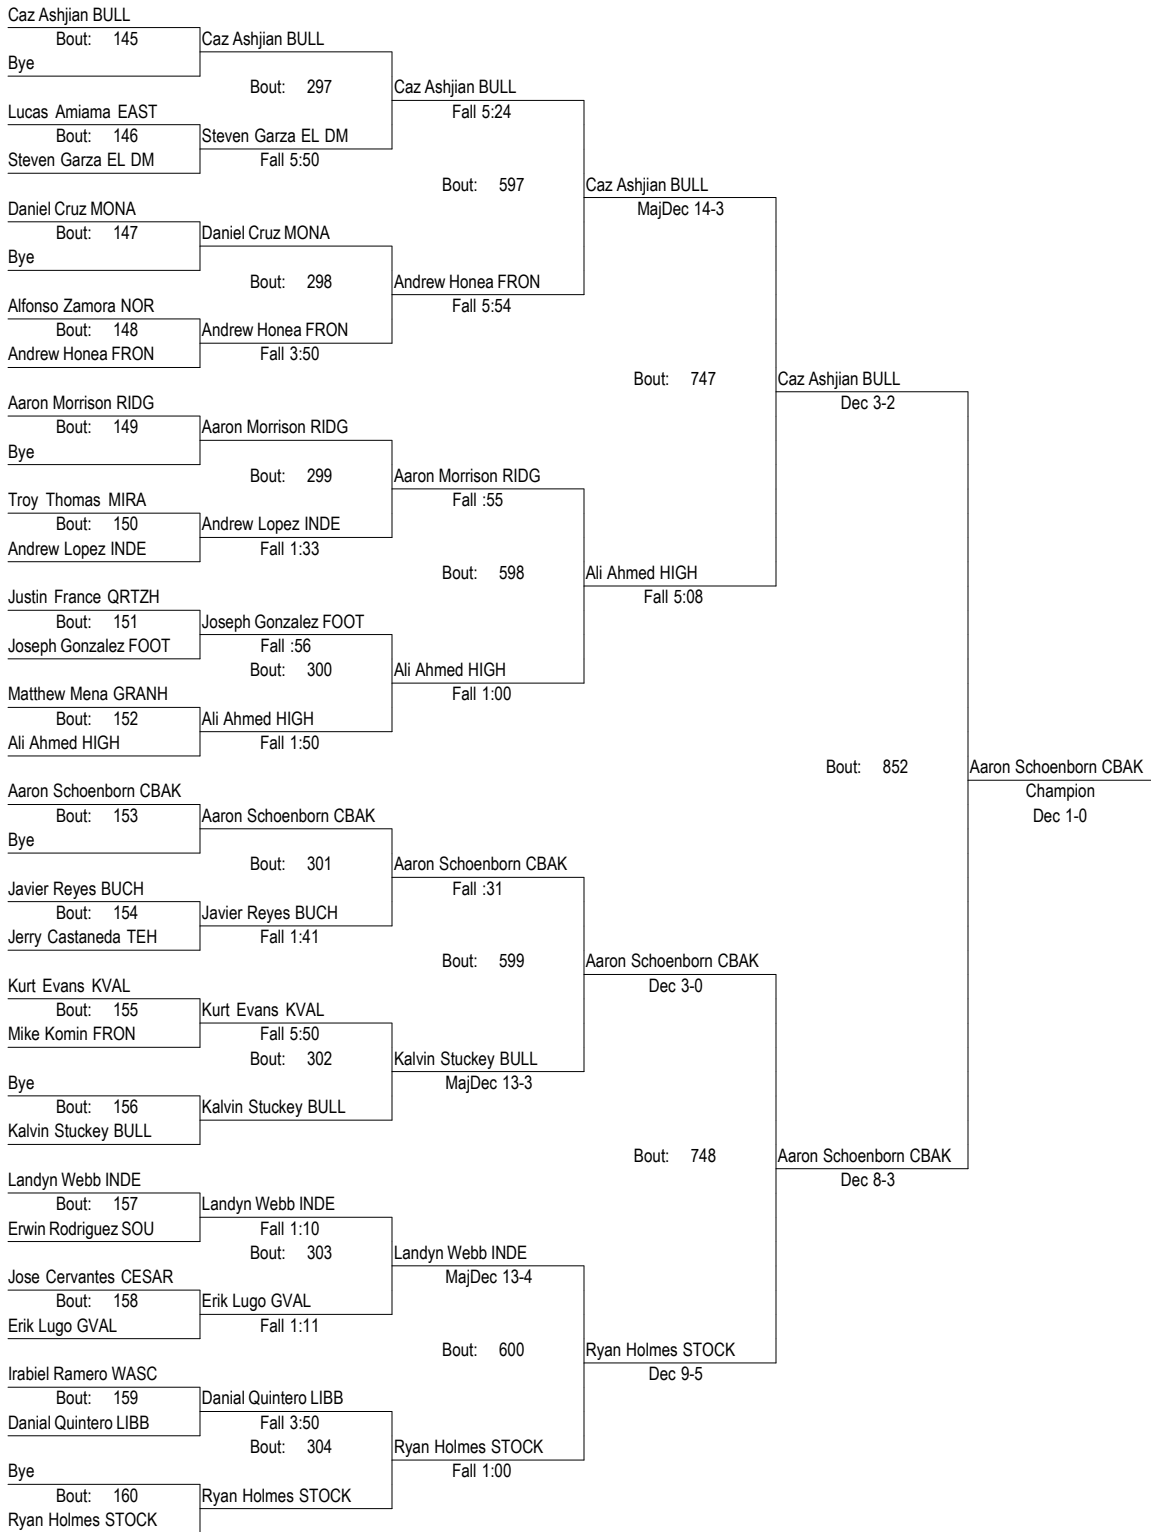 Caz Ashjian BULL
Bout: 145
Caz Ashjian BULL
Bye
Bout: 297
Caz Ashjian BULL
Fall 5:24
Lucas Amiama EAST
Bout: 146
Steven Garza EL DM
Steven Garza EL DM
Fall 5:50
Bout: 597
Caz Ashjian BULL
MajDec 14-3
Daniel Cruz MONA
Bout: 147
Daniel Cruz MONA
Bye
Bout: 298
Andrew Honea FRON
Fall 5:54
Alfonso Zamora NOR
Bout: 148
Andrew Honea FRON
Andrew Honea FRON
Fall 3:50
Bout: 747
Caz Ashjian BULL
Dec 3-2
Aaron Morrison RIDG
Bout: 149
Aaron Morrison RIDG
Bye
Bout: 299
Aaron Morrison RIDG
Fall :55
Troy Thomas MIRA
Bout: 150
Andrew Lopez INDE
Andrew Lopez INDE
Fall 1:33
Bout: 598
Ali Ahmed HIGH
Fall 5:08
Justin France QRTZH
Bout: 151
Joseph Gonzalez FOOT
Joseph Gonzalez FOOT
Fall :56
Bout: 300
Ali Ahmed HIGH
Fall 1:00
Matthew Mena GRANH
Bout: 152
Ali Ahmed HIGH
Ali Ahmed HIGH
Fall 1:50
Bout: 852
Aaron Schoenborn CBAK
Champion
Dec 1-0
Aaron Schoenborn CBAK
Bout: 153
Aaron Schoenborn CBAK
Bye
Bout: 301
Aaron Schoenborn CBAK
Fall :31
Javier Reyes BUCH
Bout: 154
Javier Reyes BUCH
Jerry Castaneda TEH
Fall 1:41
Bout: 599
Aaron Schoenborn CBAK
Dec 3-0
Kurt Evans KVAL
Bout: 155
Kurt Evans KVAL
Mike Komin FRON
Fall 5:50
Bout: 302
Kalvin Stuckey BULL
MajDec 13-3
Bye
Bout: 156
Kalvin Stuckey BULL
Kalvin Stuckey BULL
Bout: 748
Aaron Schoenborn CBAK
Dec 8-3
Landyn Webb INDE
Bout: 157
Landyn Webb INDE
Erwin Rodriguez SOU
Fall 1:10
Bout: 303
Landyn Webb INDE
MajDec 13-4
Jose Cervantes CESAR
Bout: 158
Erik Lugo GVAL
Erik Lugo GVAL
Fall 1:11
Bout: 600
Ryan Holmes STOCK
Dec 9-5
Irabiel Ramero WASC
Bout: 159
Danial Quintero LIBB
Danial Quintero LIBB
Fall 3:50
Bout: 304
Ryan Holmes STOCK
Fall 1:00
Bye
Bout: 160
Ryan Holmes STOCK
Ryan Holmes STOCK